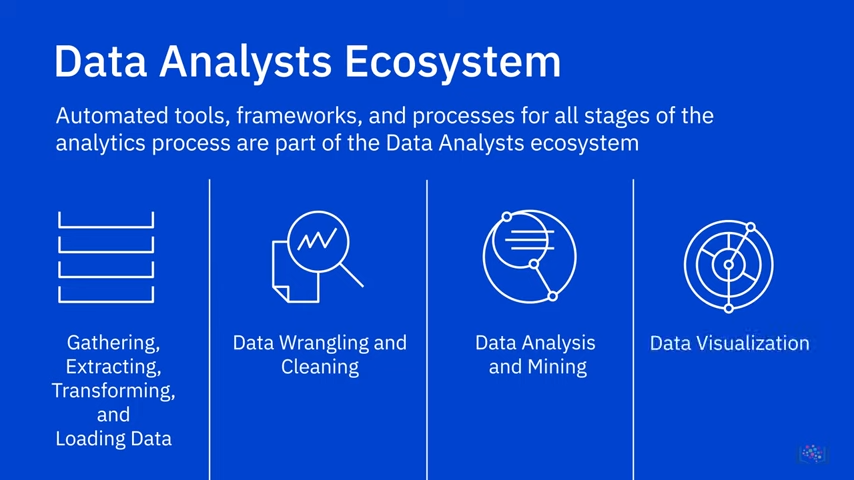 Data Analysts Ecosystem
Automated tools, frameworks, and processes for all stages of the
analytics process are part of the Data Analysts ecosystem
Gathering,
Extracting,
Transforming,
and
Loading Data
Data Wrangling and
Cleaning
Data Analysis
and Mining
Data Visualization